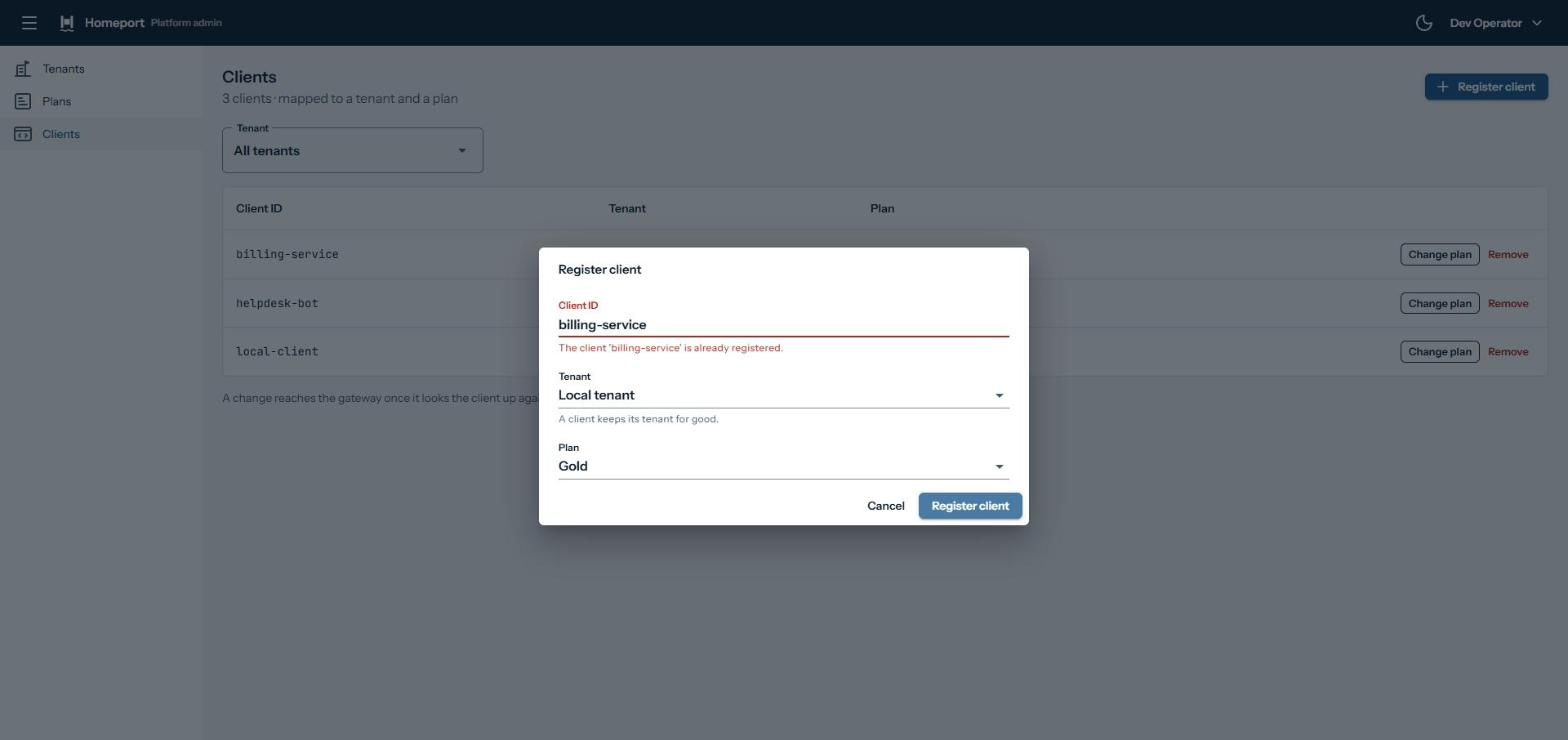 Homeport Platform admin
Dev Operator
Tenants
Plans
Clients
Clients
3 clients · mapped to a tenant and a plan
Register client
Tenant
All tenants
Client ID Tenant Plan
billing-service Change plan Remove
helpdesk-bot Change plan Remove
local-client Change plan Remove
A change reaches the gateway once it looks the client up aga
Register client
Client ID
billing-service
The client 'billing-service' is already registered.
Tenant
Local tenant
A client keeps its tenant for good.
Plan
Gold
Cancel Register client